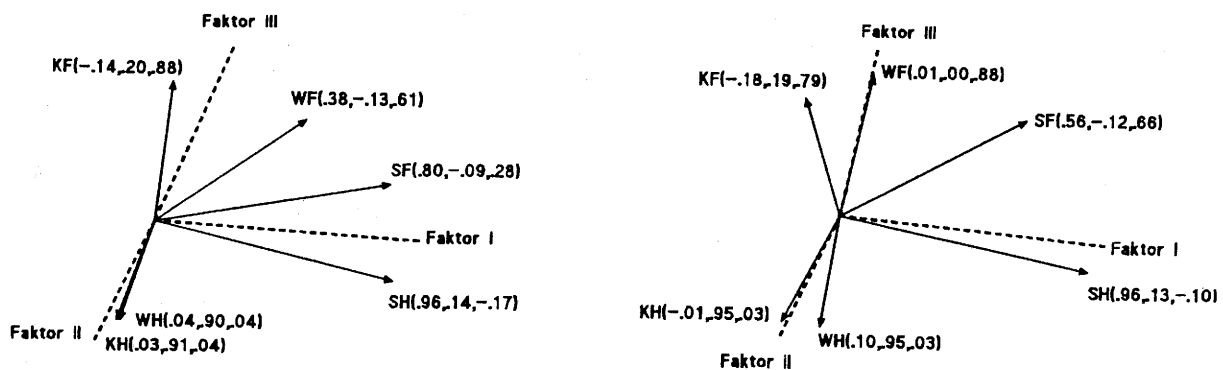 Faktor III
KF(-.14,.20,.88)
WF(.38,-.13,.61)
SF(.80,-.09,.28)
Faktor I
SH(.96,.14,-.17)
WH(.04,.90,.04)
Faktor II
KH(.03,.91,.04)
Faktor III
KF(-.18,.19,.79)
WF(.01,.00,.88)
SF(.56,-.12,.66)
Faktor I
SH(.96,.13,-.10)
KH(-.01,.95,.03)
WH(.10,.95,.03)
Faktor II